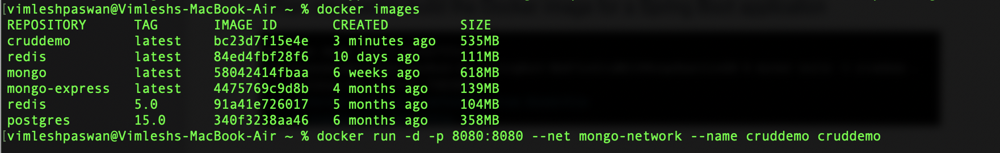 [vimleshpaswan@Vimleshs-MacBook-Air ~ % docker images
REPOSITORY TAG IMAGE ID CREATED SIZE
cruddemo latest bc23d7f15e4e 3 minutes ago 535MB
redis latest 84ed4fbf28f6 10 days ago 111MB
mongo latest 58042414fbaa 6 weeks ago 618MB
mongo-express latest 4475769c9d8b 4 months ago 139MB
redis 5.0 91a41e726017 5 months ago 104MB
postgres 15.0 340f3238aa46 6 months ago 358MB
[vimleshpaswan@Vimleshs-MacBook-Air ~ % docker run -d -p 8080:8080 --net mongo-network --name cruddemo cruddemo